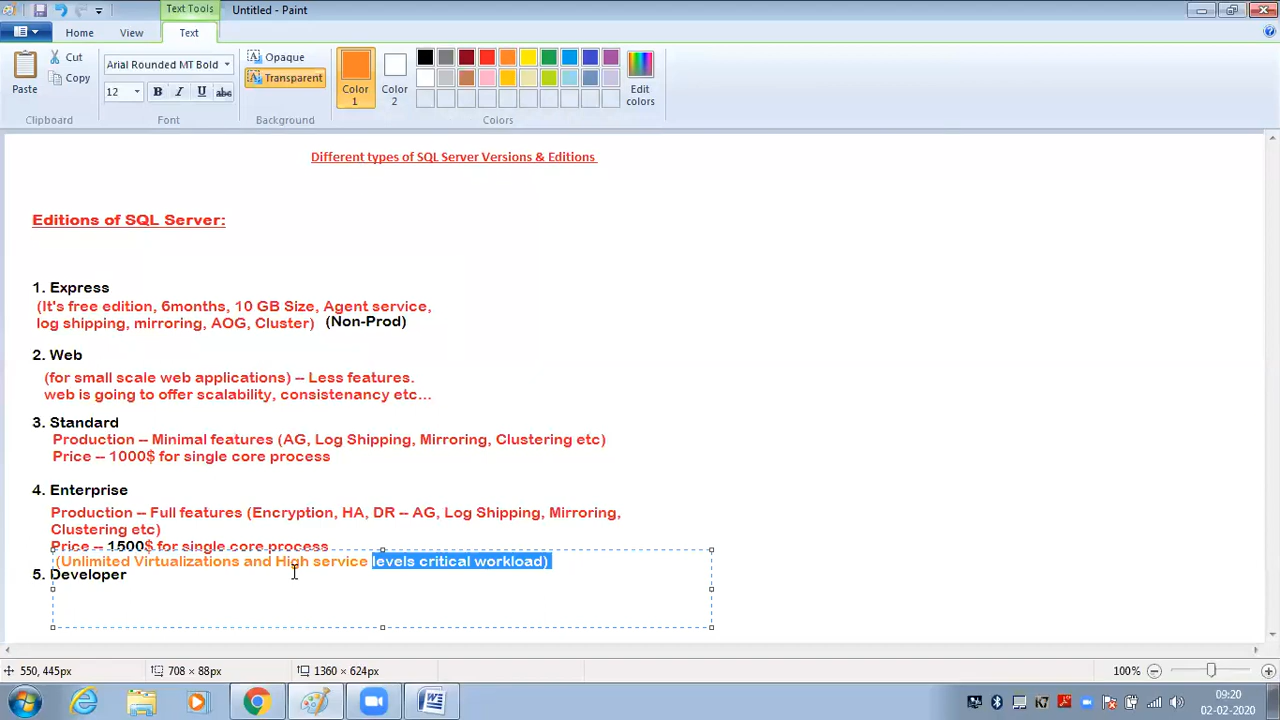 Text Tools
Untitled - Paint
Home
View
Text
Paste
Cut
Copy
Arial Rounded MT Bold
12
B
I
U
abc
Opaque
Transparent
Color
1
Color
2
Edit
colors
Clipboard
Font
Background
Colors
Different types of SQL Server Versions & Editions
Editions of SQL Server:
1. Express
(It's free edition, 6months, 10 GB Size, Agent service,
log shipping, mirroring, AOG, Cluster) (Non-Prod)
2. Web
(for small scale web applications) -- Less features.
web is going to offer scalability, consistenancy etc...
3. Standard
Production -- Minimal features (AG, Log Shipping, Mirroring, Clustering etc)
Price -- 1000$ for single core process
4. Enterprise
Production -- Full features (Encryption, HA, DR -- AG, Log Shipping, Mirroring,
Clustering etc)
Price -- 1500$ for single core process
(Unlimited Virtualizations and High service levels critical workload)
5. Developer
550, 445px
708 × 88px
1360 × 624px
100%
09:20
02-02-2020